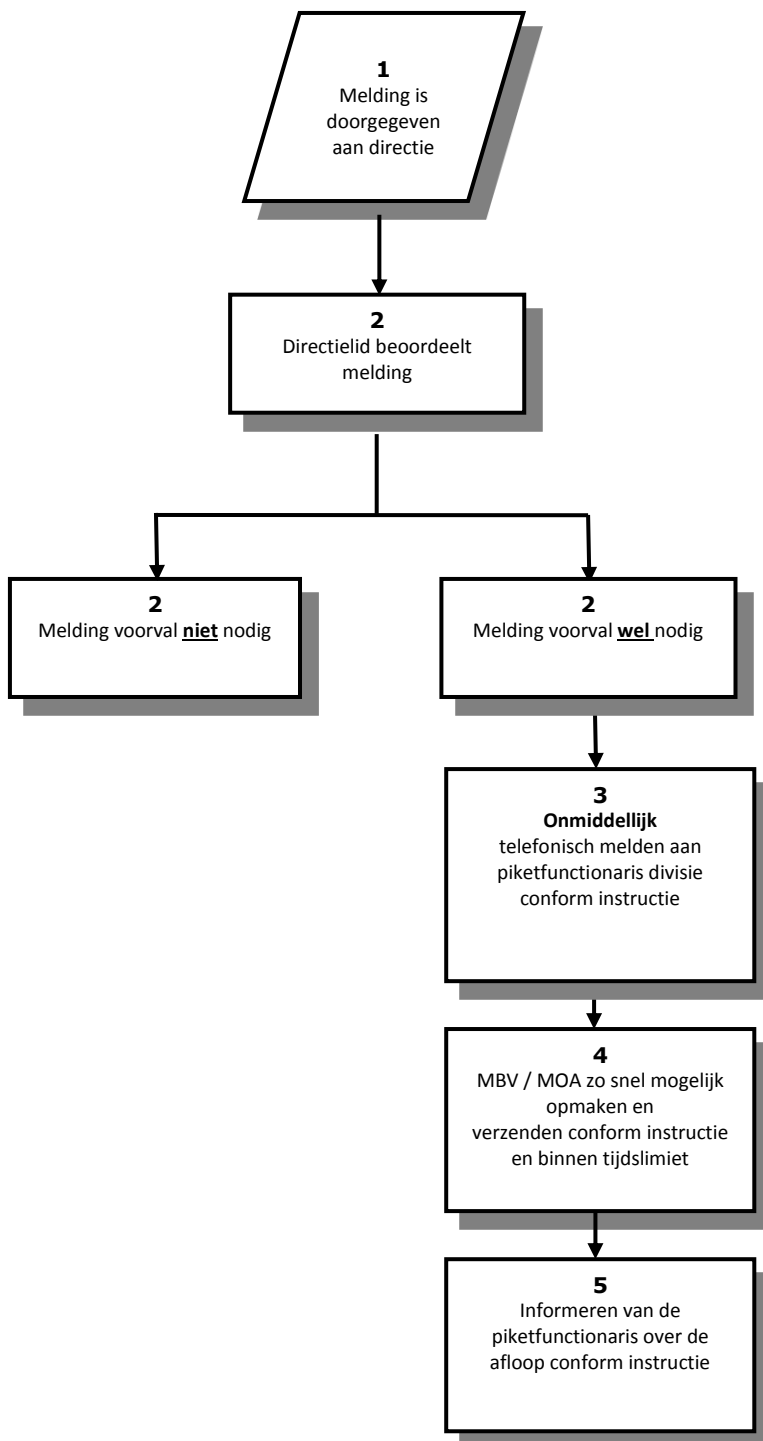 1
Melding is
doorgegeven
aan directie
2
Directielid beoordeelt
melding
2
Melding voorval niet nodig
2
Melding voorval wel nodig
3
Onmiddellijk
telefonisch melden aan
piketfunctionaris divisie
conform instructie
4
MBV / MOA zo snel mogelijk
opmaken en
verzenden conform instructie
en binnen tijdslimiet
5
Informeren van de
piketfunctionaris over de
afloop conform instructie